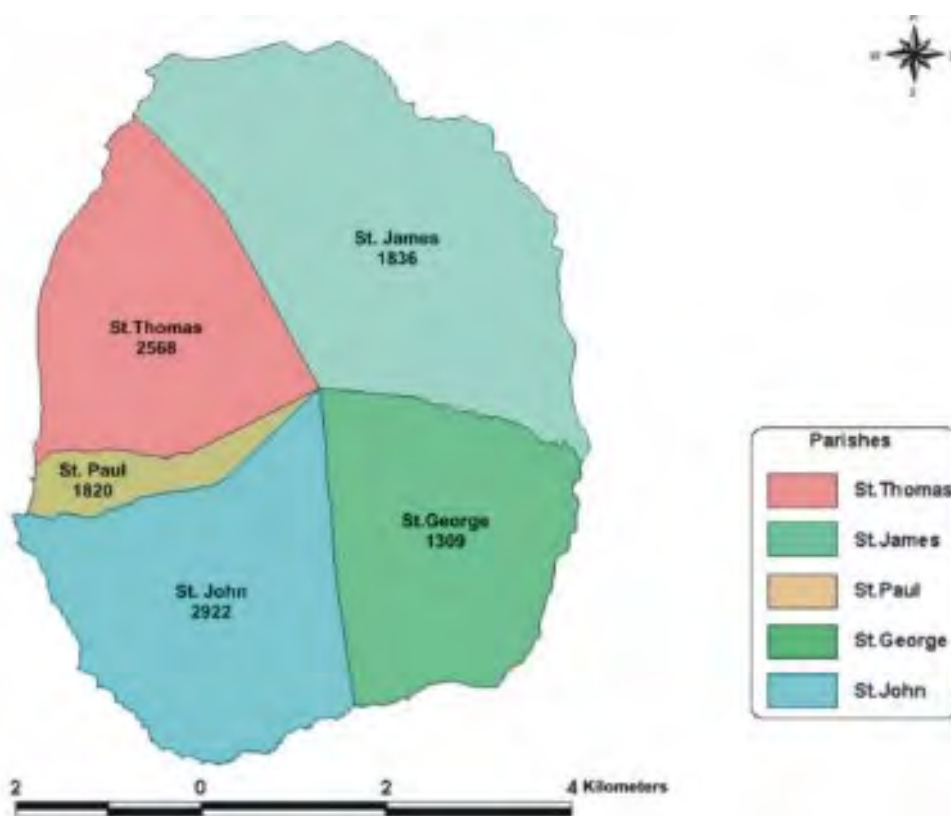 St. James
1836
St.Thomas
2568
St. Paul
1820
St.George
1309
St. John
2922
Parishes
St.Thomas
St.James
St.Paul
St.George
St.John
2 0 2 4 Kilometers